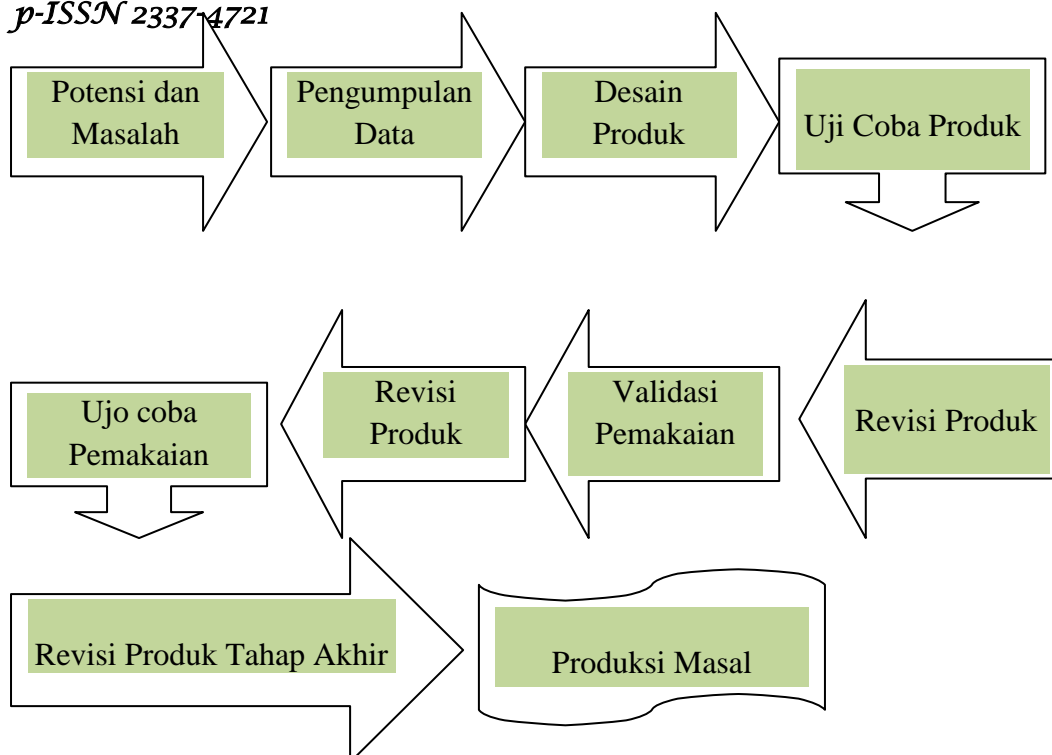 p-ISSN 2337-4721
Potensi dan
Masalah
Pengumpulan
Data
Desain
Produk
Uji Coba Produk
Revisi Produk
Validasi
Pemakaian
Revisi
Produk
Ujo coba
Pemakaian
Revisi Produk Tahap Akhir
Produksi Masal